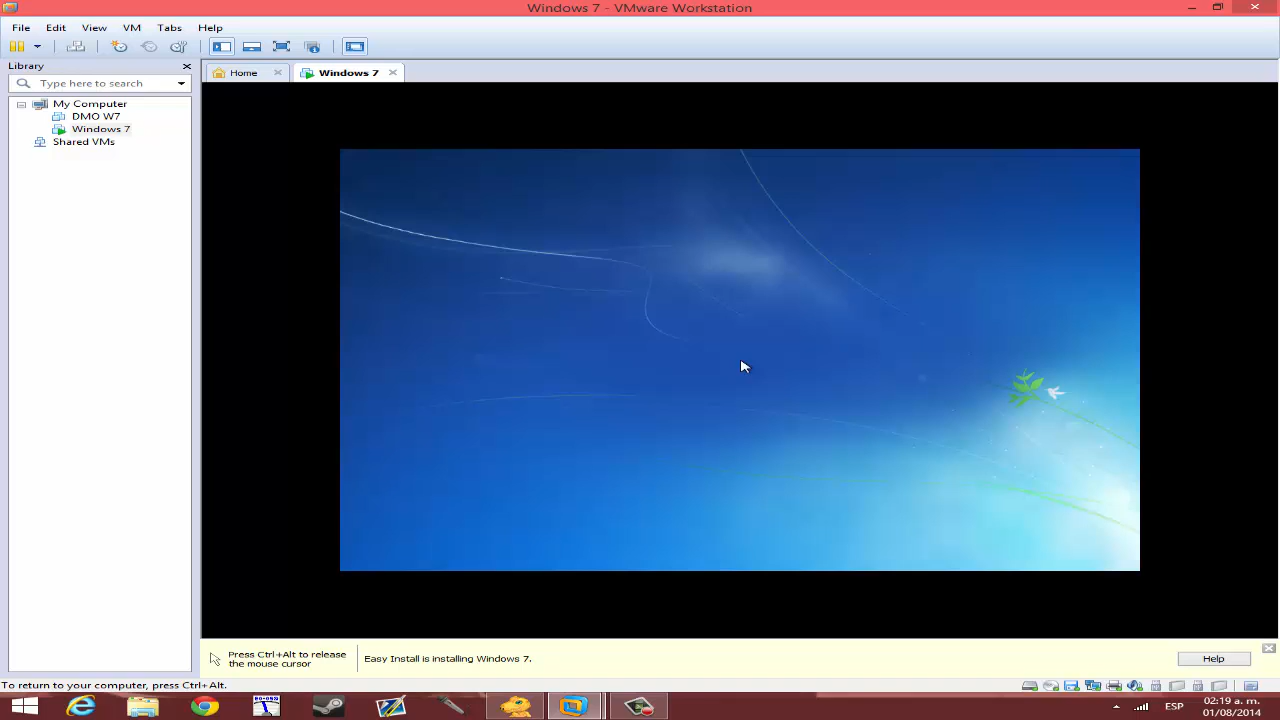 Windows 7 - VMware Workstation
File Edit View VM Tabs Help
Library
Type here to search
Home
Windows 7
My Computer
DMO W7
Windows 7
Shared VMs
Press Ctrl+Alt to release
the mouse cursor
Easy Install is installing Windows 7.
Help
To return to your computer, press Ctrl+Alt.
ESP
02:19 a. m.
01/08/2014